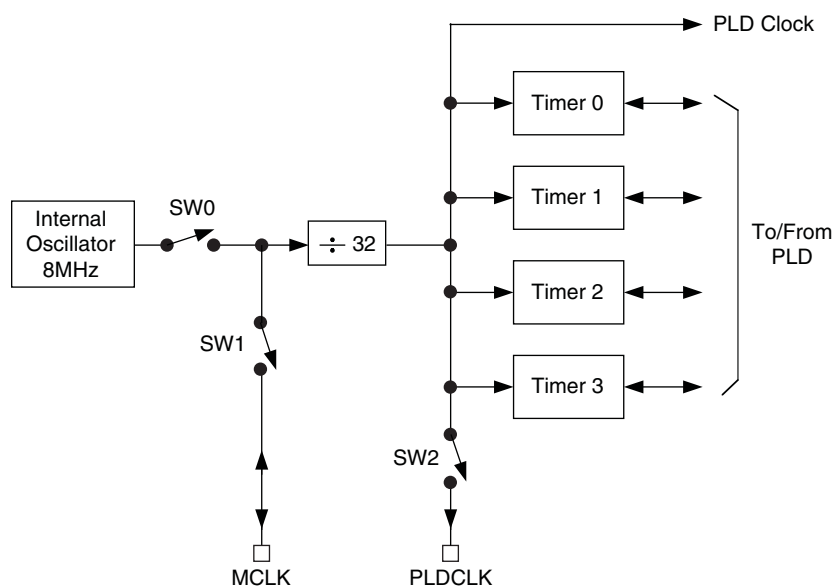 PLD Clock
Timer 0
Timer 1
SW0
Internal
Oscillator
8MHz
÷ 32
To/From
PLD
Timer 2
SW1
Timer 3
SW2
MCLK
PLDCLK